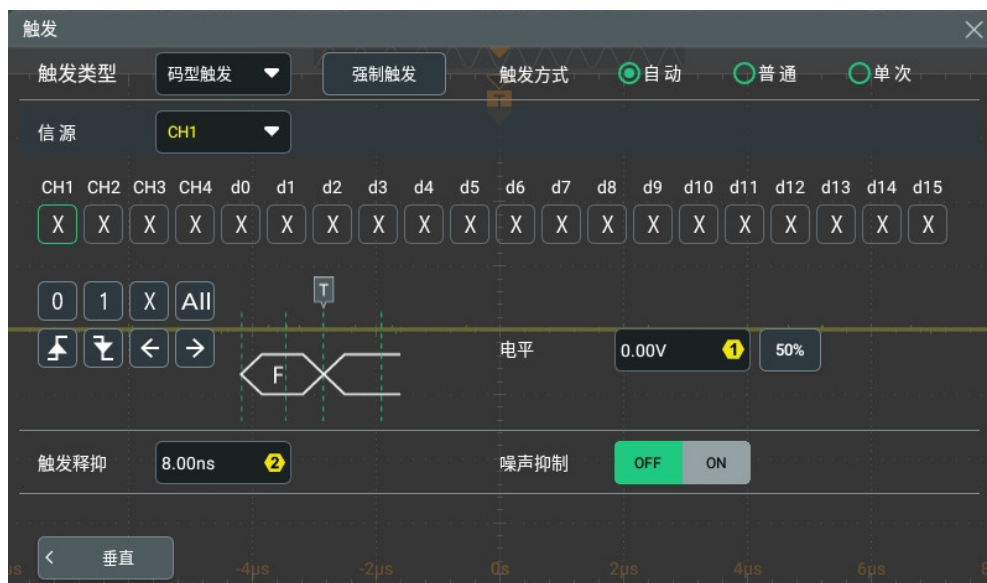 触发
触发类型 码型触发 强制触发 触发方式 自动 普通 单次
T
信源 CH1
CH1 CH2 CH3 CH4 d0 d1 d2 d3 d4 d5 d6 d7 d8 d9 d10 d11 d12 d13 d14 d15
X X X X X X X X X X X X X X X X X X X X
0 1 X All T
电平 0.00V 1 50%
F
触发释抑 8.00ns 2 噪声抑制 OFF ON
垂直
-4μs -2μs 0s 2μs 4μs 6μs